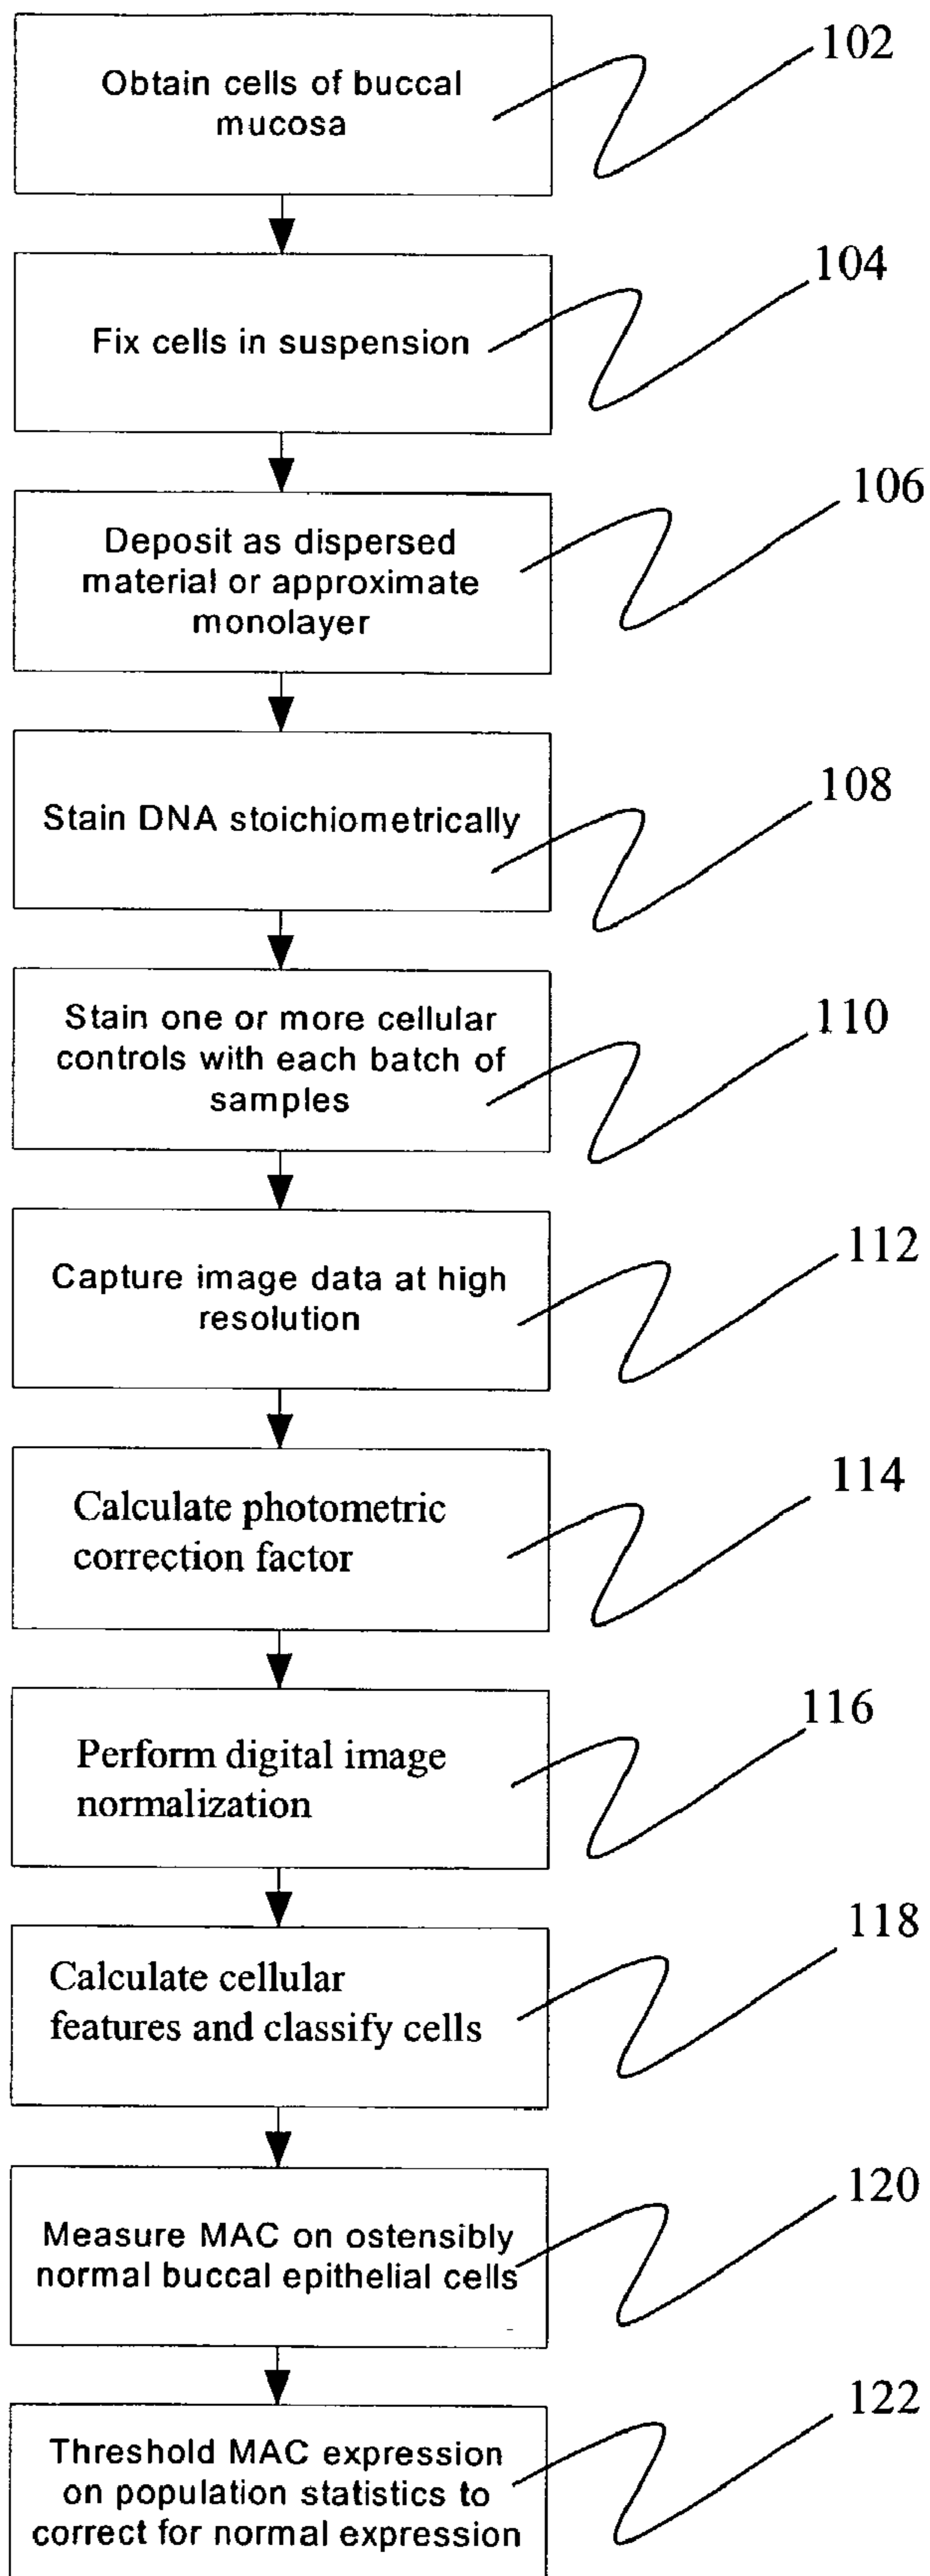 Obtain cells of buccal
mucosa
102
Fix cells in suspension
104
Deposit as dispersed
material or approximate
monolayer
106
Stain DNA stoichiometrically
108
Stain one or more cellular
controls with each batch of
samples
110
Capture image data at high
resolution
112
Calculate photometric
correction factor
114
Perform digital image
normalization
116
Calculate cellular
features and classify cells
118
Measure MAC on ostensibly
normal buccal epithelial cells
120
Threshold MAC expression
on population statistics to
correct for normal expression
122